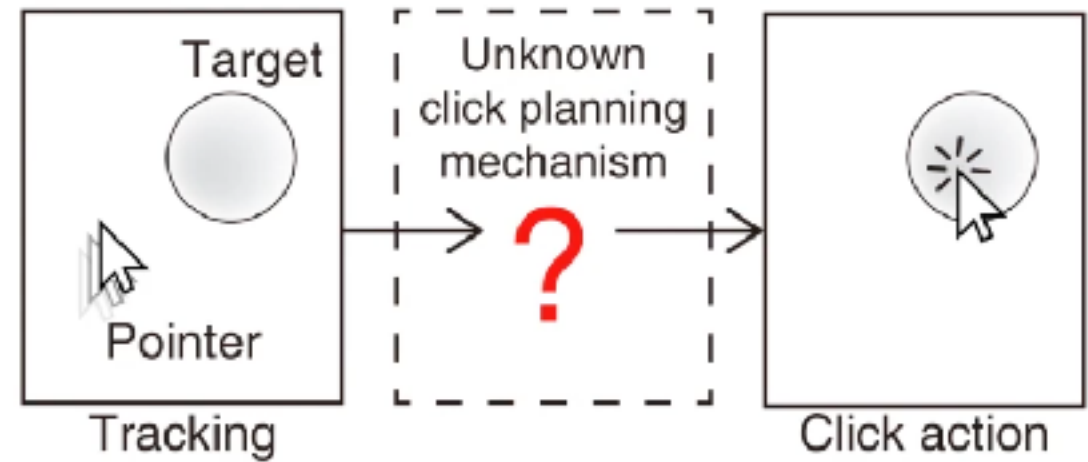 Target
Pointer
Tracking
Unknown
click planning
mechanism
?
Click action